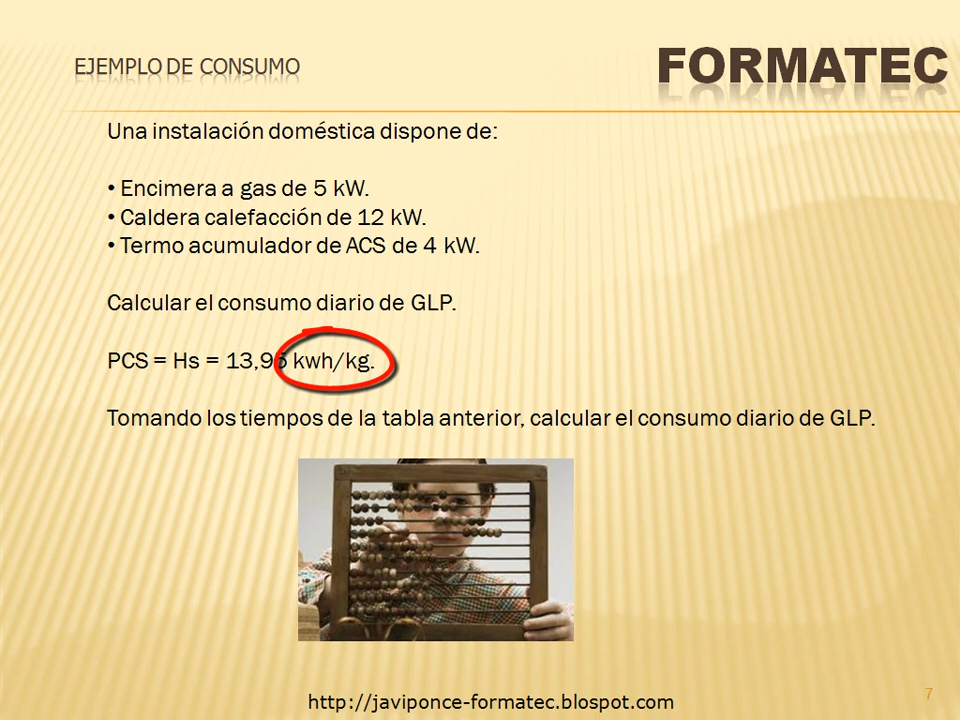 EJEMPLO DE CONSUMO
FORMATEC
Una instalación doméstica dispone de:
• Encimera a gas de 5 kW.
• Caldera calefacción de 12 kW.
• Termo acumulador de ACS de 4 kW.
Calcular el consumo diario de GLP.
PCS = Hs = 13,95 kwh/kg.
Tomando los tiempos de la tabla anterior, calcular el consumo diario de GLP.
http://javiponce-formatec.blospot.com
7